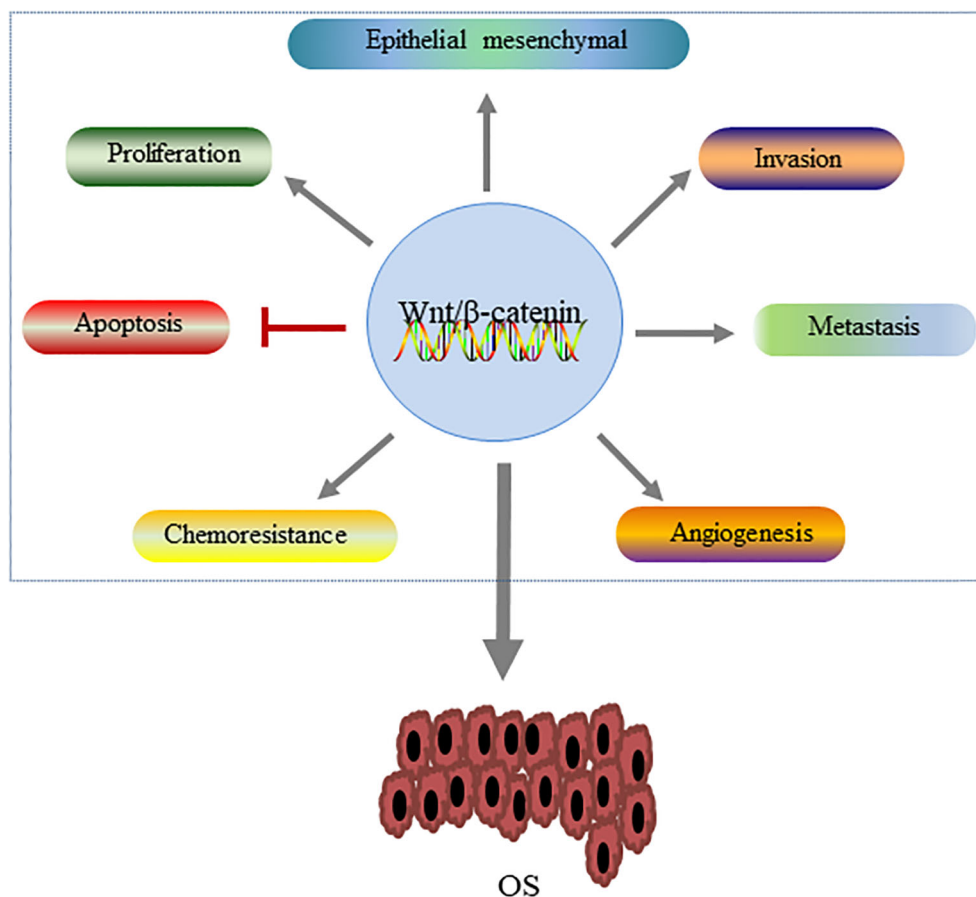 Epithelial mesenchymal
Proliferation
Invasion
Wnt/β-catenin
Apoptosis
Metastasis
Chemoresistance
Angiogenesis
OS